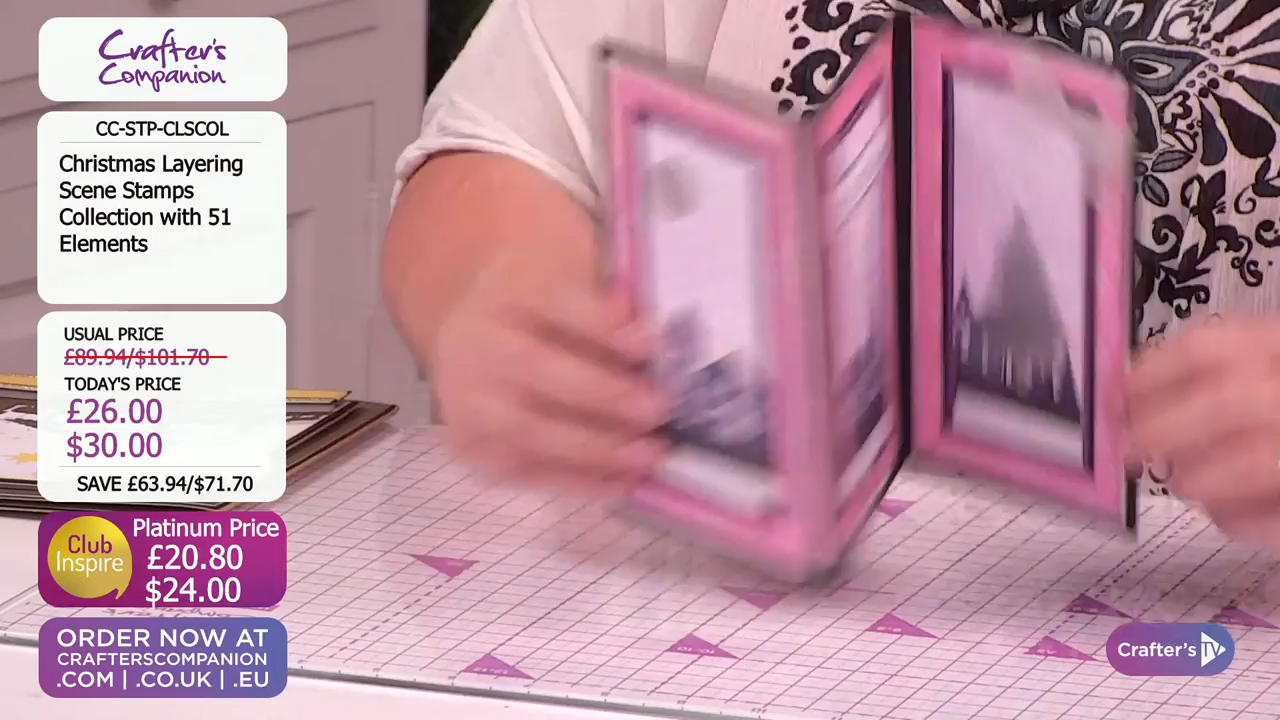 Crafter's
Companion
CC-STP-CLSCOL
Christmas Layering
Scene Stamps
Collection with 51
Elements
USUAL PRICE
£89.94/$101.70
TODAY'S PRICE
£26.00
$30.00
SAVE £63.94/$71.70
Club
Inspire
Platinum Price
£20.80
$24.00
ORDER NOW AT
CRAFTERSCOMPANION
.COM | .CO.UK | .EU
Crafter's TV